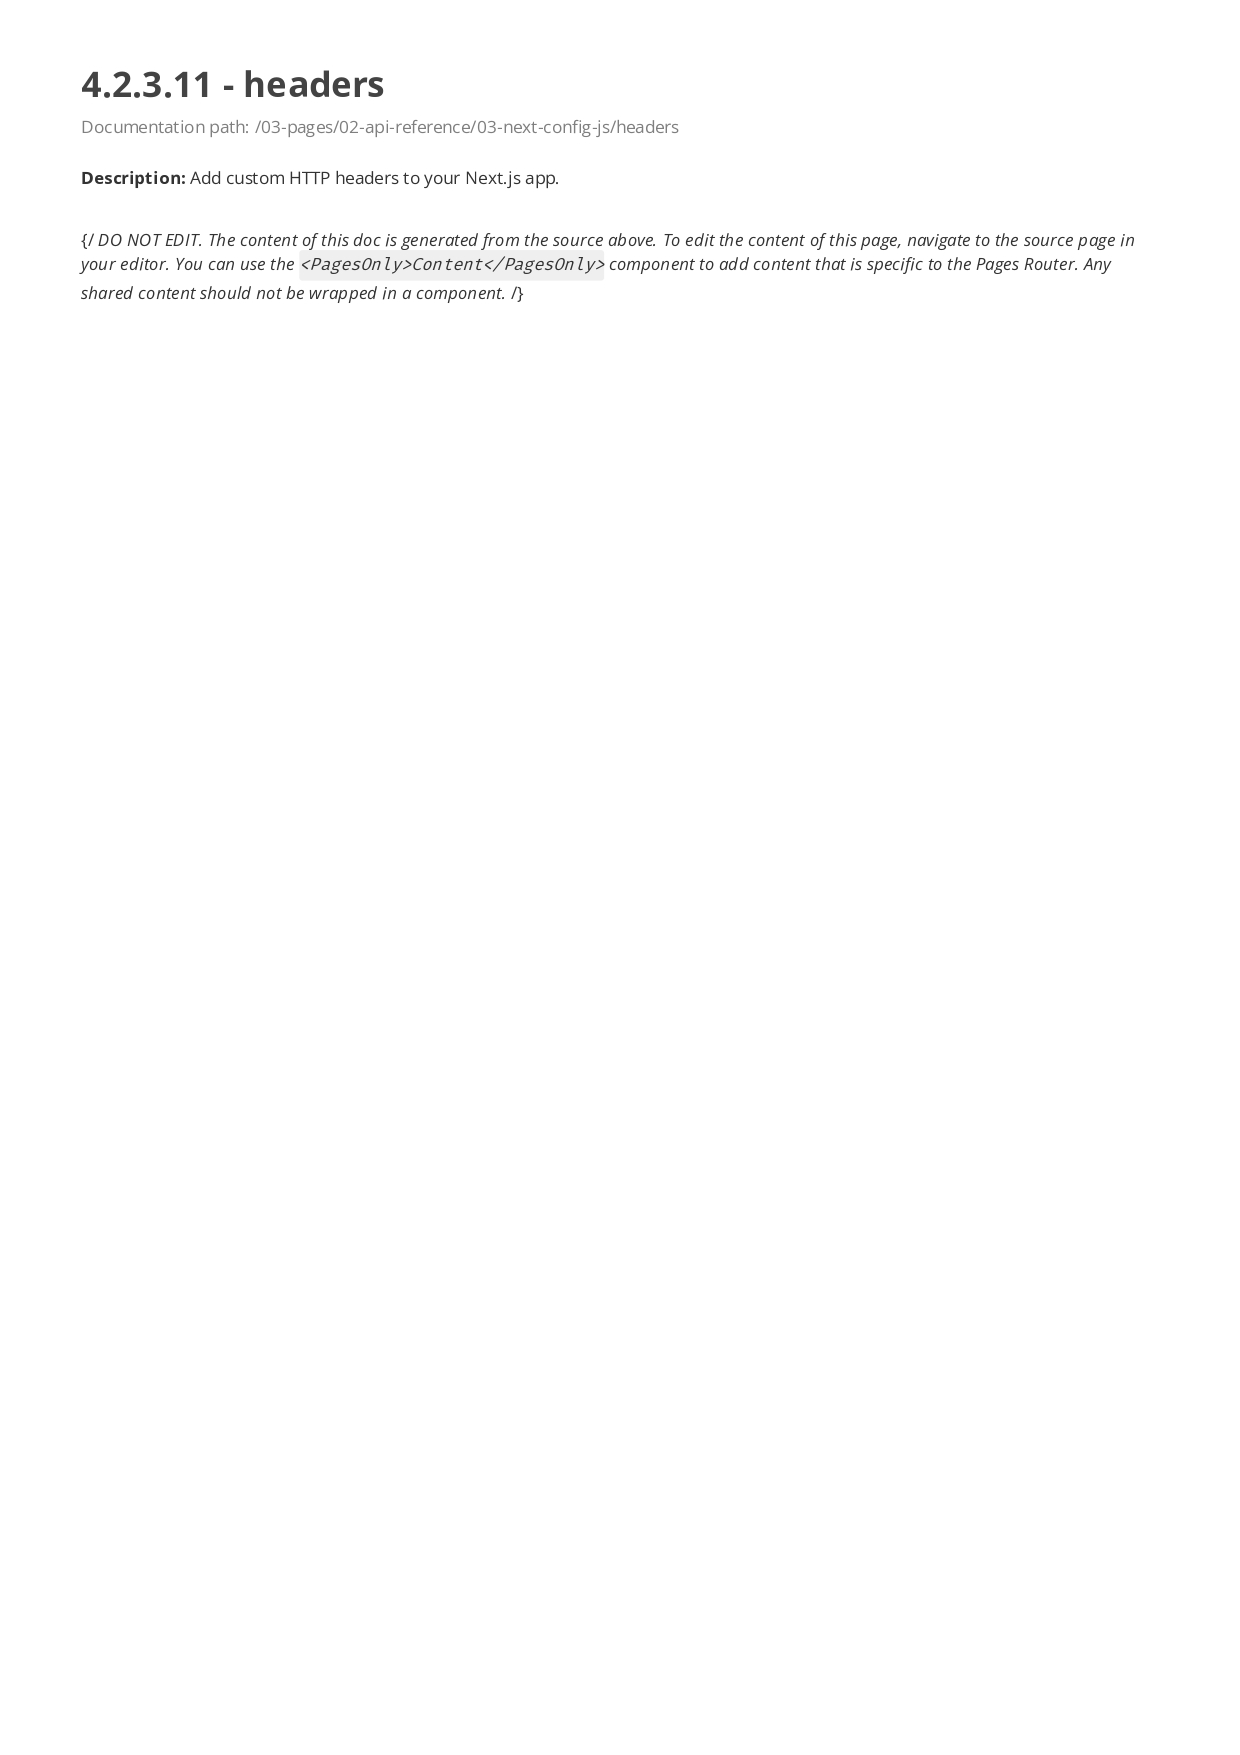 4.2.3.11 - headers
Documentation path: /03-pages/02-api-reference/03-next-config-js/headers
Description: Add custom HTTP headers to your Next.js app.
{/ DO NOT EDIT. The content of this doc is generated from the source above. To edit the content of this page, navigate to the source page in
your editor. You can use the <PagesOnly>Content</PagesOnly> component to add content that is specific to the Pages Router. Any
shared content should not be wrapped in a component. /}